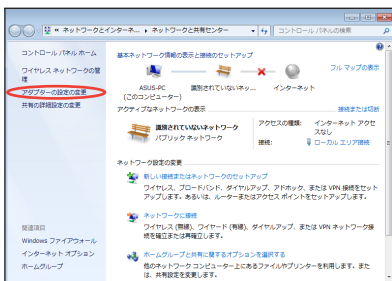 « ネットワークとインターネ... ▸ ネットワークと共有センター
コントロール パネルの検索
コントロール パネル ホーム
ワイヤレス ネットワークの管理
アダプターの設定の変更
共有の詳細設定の変更
基本ネットワーク情報の表示と接続のセットアップ
フル マップの表示
ASUS-PC
(このコンピューター)
識別されていないネッ...
インターネット
アクティブなネットワークの表示
接続または切断
識別されていないネットワーク
パブリック ネットワーク
アクセスの種類: インターネット アクセスなし
接続: ローカル エリア接続
ネットワーク設定の変更
新しい接続またはネットワークのセットアップ
ワイヤレス、ブロードバンド、ダイヤルアップ、アドホック、または VPN 接続をセット
アップします。あるいは、ルーターまたはアクセス ポイントをセットアップします。
ネットワークに接続
ワイヤレス (無線)、ワイヤード (有線)、ダイヤルアップ、または VPN ネットワーク接
続を確立または再確立します。
ホームグループと共有に関するオプションを選択する
他のネットワーク コンピューター上にあるファイルやプリンターを利用します。また
は、共有設定を変更します。
関連項目
Windows ファイアウォール
インターネット オプション
ホームグループ